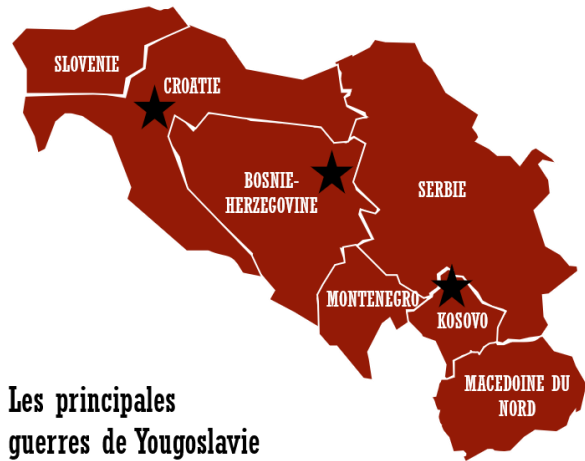 SLOVENIE
CROATIE
BOSNIE-
HERZEGOVINE
SERBIE
MONTENEGRO
KOSOVO
MACEDOINE DU
NORD
Les principales
guerres de Yougoslavie